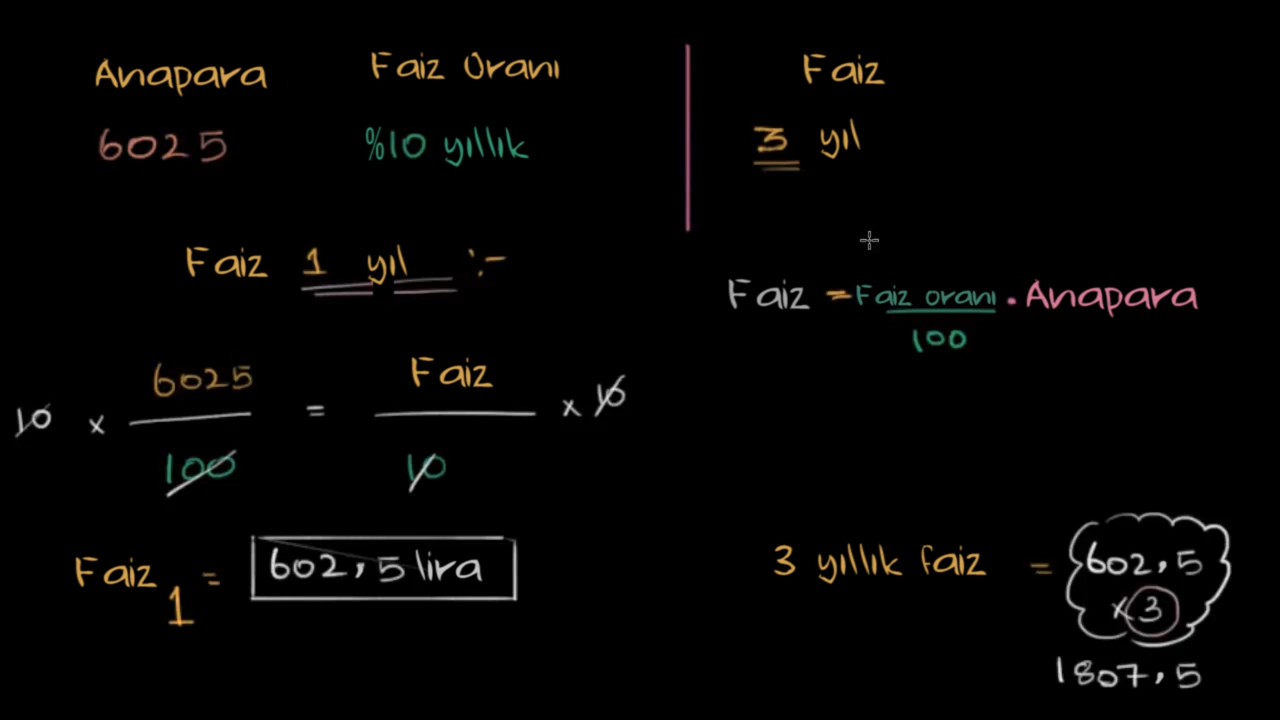 Anapara Faiz Oranı
6025 %10 yıllık
Faiz 1 yıl :-
10 x 6025 = Faiz x 10
100 10
Faiz 1 = 602,5 lira
Faiz
3 yıl
Faiz = Faiz oranı . Anapara
100
3 yıllık faiz = 602,5
x 3
1807,5